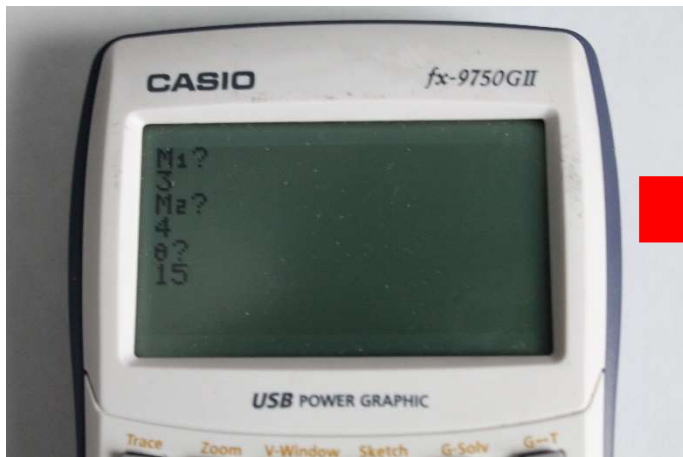 CASIO fx-9750GII
M₁?
3
M₂?
4
θ?
15
USB POWER GRAPHIC
Trace Zoom V-Window Sketch G-Solv G↔T